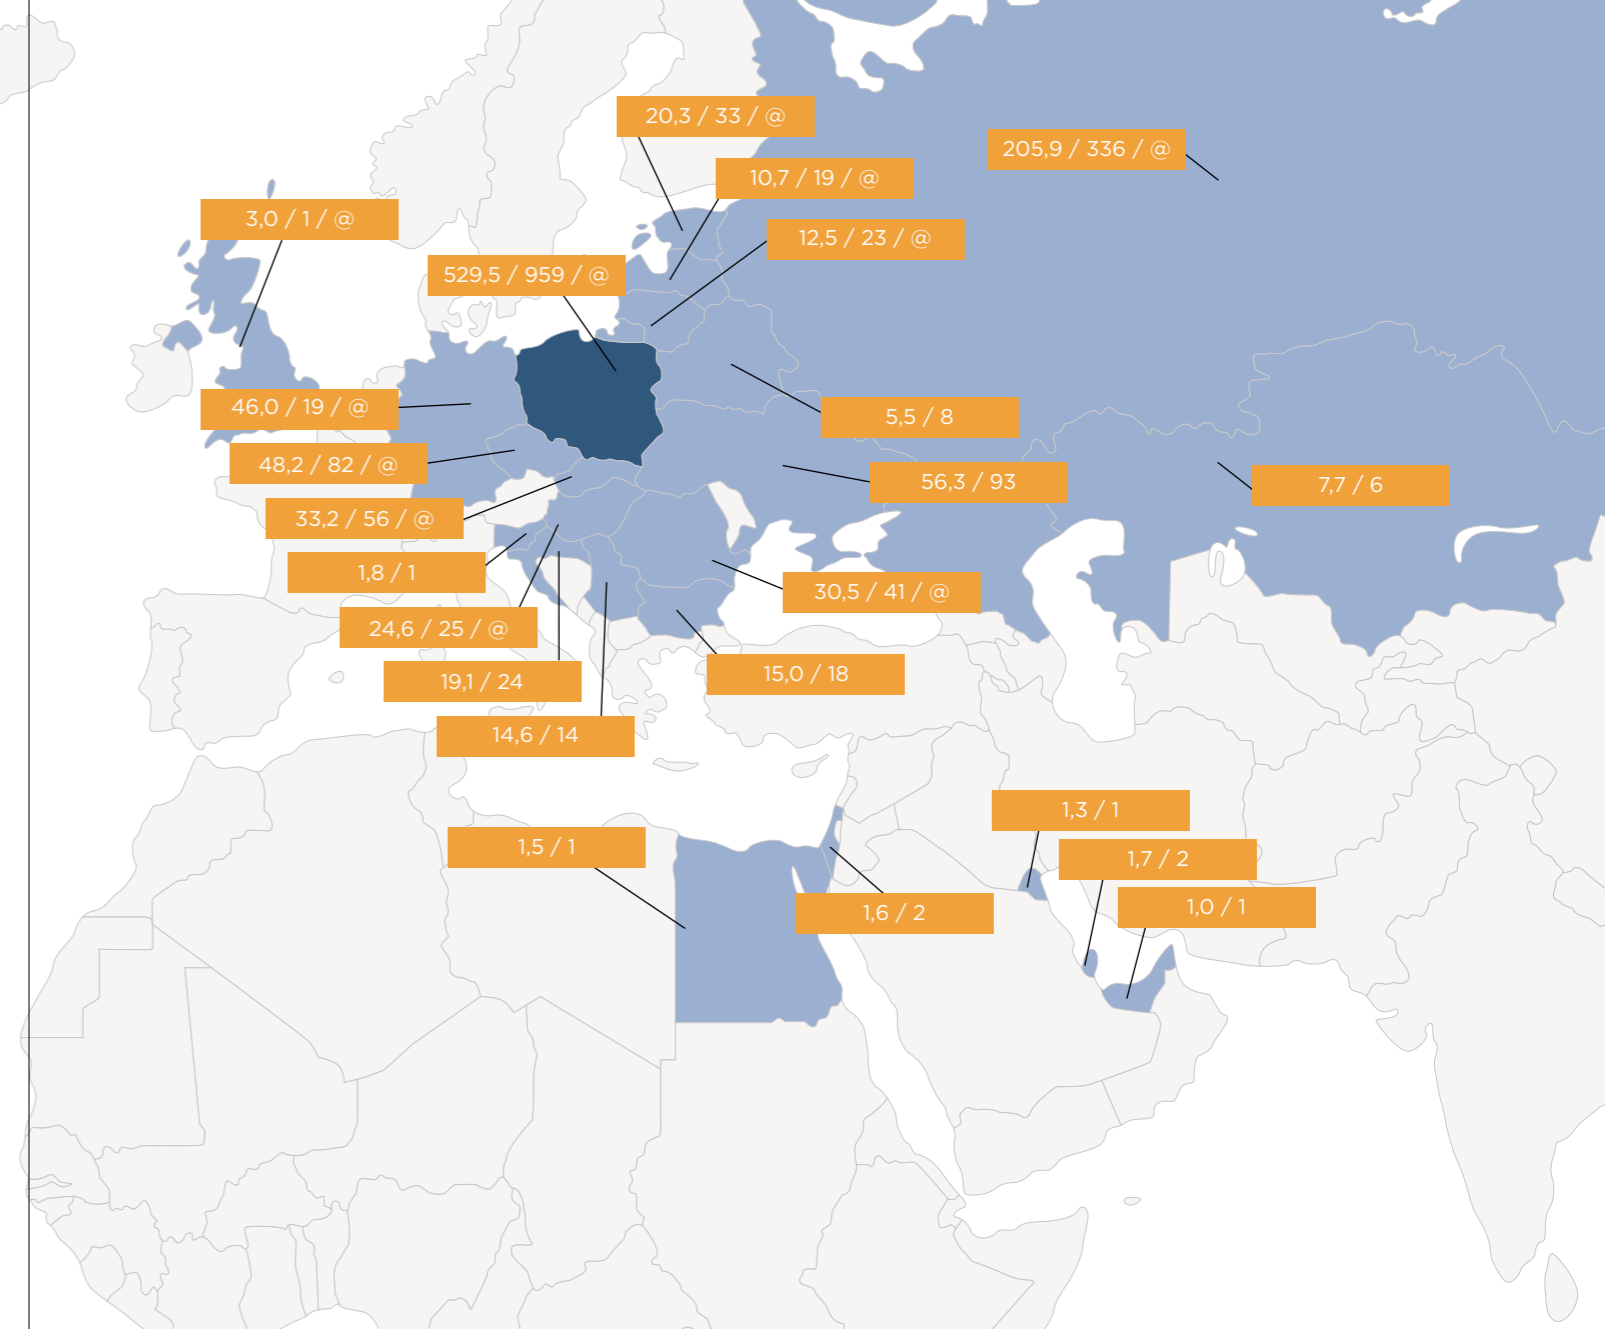 20,3 / 33 / @
205,9 / 336 / @
10,7 / 19 / @
3,0 / 1 / @
12,5 / 23 / @
529,5 / 959 / @
46,0 / 19 / @
5,5 / 8
48,2 / 82 / @
56,3 / 93
7,7 / 6
33,2 / 56 / @
1,8 / 1
30,5 / 41 / @
24,6 / 25 / @
15,0 / 18
19,1 / 24
14,6 / 14
1,3 / 1
1,5 / 1
1,7 / 2
1,6 / 2
1,0 / 1